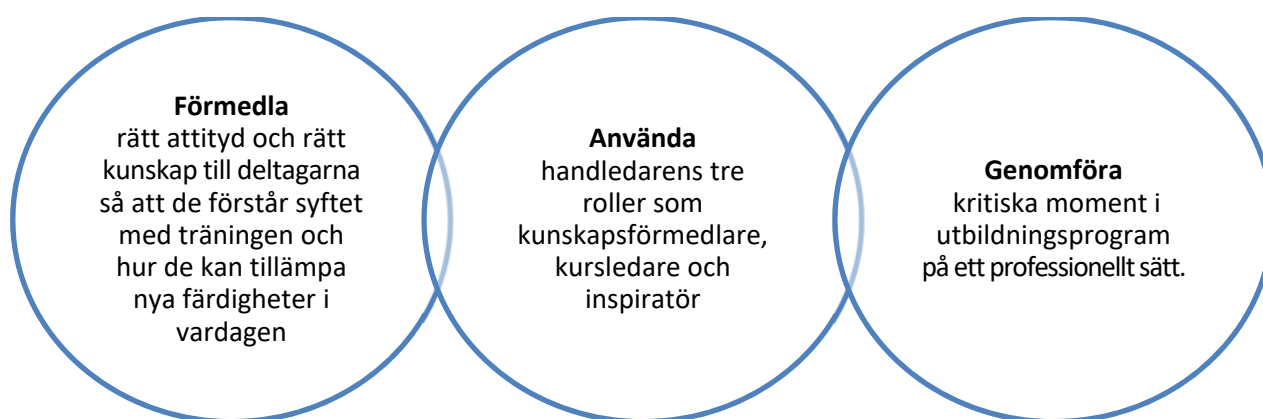 Förmedla
rätt attityd och rätt
kunskap till deltagarna
så att de förstår syftet
med träningen och
hur de kan tillämpa
nya färdigheter i
vardagen
Använda
handledarens tre
roller som
kunskapsförmedlare,
kursledare och
inspiratör
Genomföra
kritiska moment i
utbildningsprogram
på ett professionellt sätt.